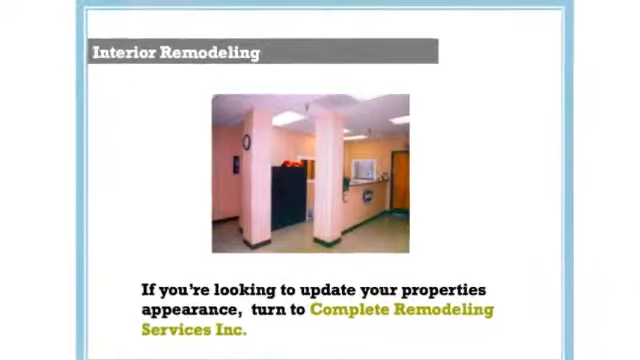 Interior Remodeling
If you're looking to update your properties
appearance, turn to Complete Remodeling
Services Inc.